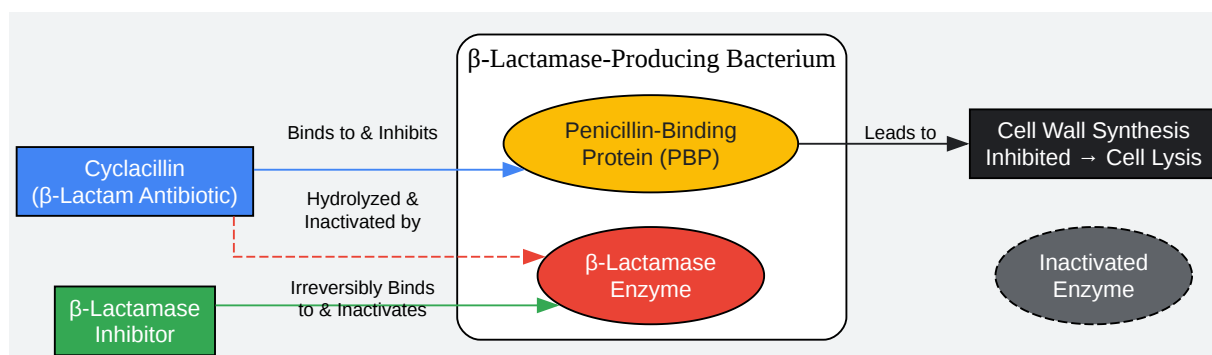 β-Lactamase-Producing Bacterium
Binds to & Inhibits
Penicillin-Binding
Protein (PBP)
Leads to
Cell Wall Synthesis
Inhibited → Cell Lysis
Cyclacillin
(β-Lactam Antibiotic)
Hydrolyzed &
Inactivated by
β-Lactamase
Enzyme
Inactivated
Enzyme
Irreversibly Binds
to & Inactivates
β-Lactamase
Inhibitor